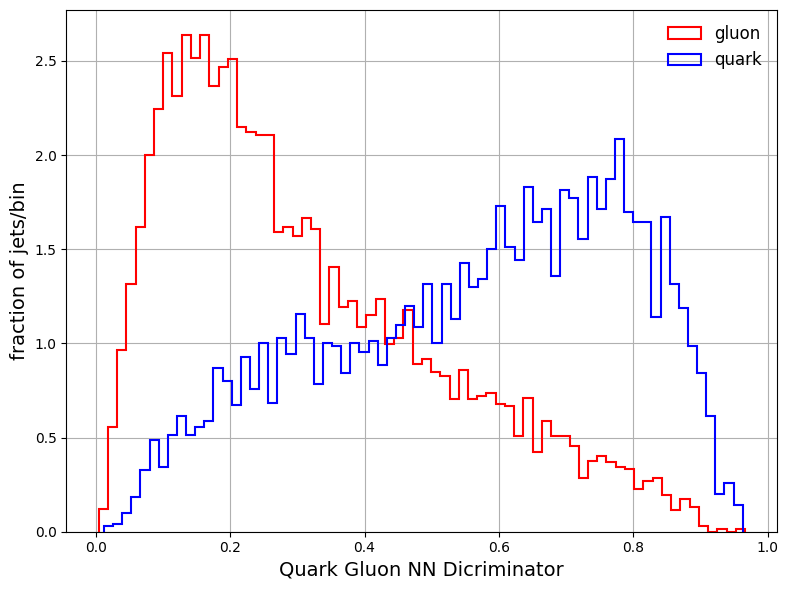 gluon
quark
fraction of jets/bin
2.5
2.0
1.5
1.0
0.5
0.0
0.0 0.2 0.4 0.6 0.8 1.0
Quark Gluon NN Dicriminator